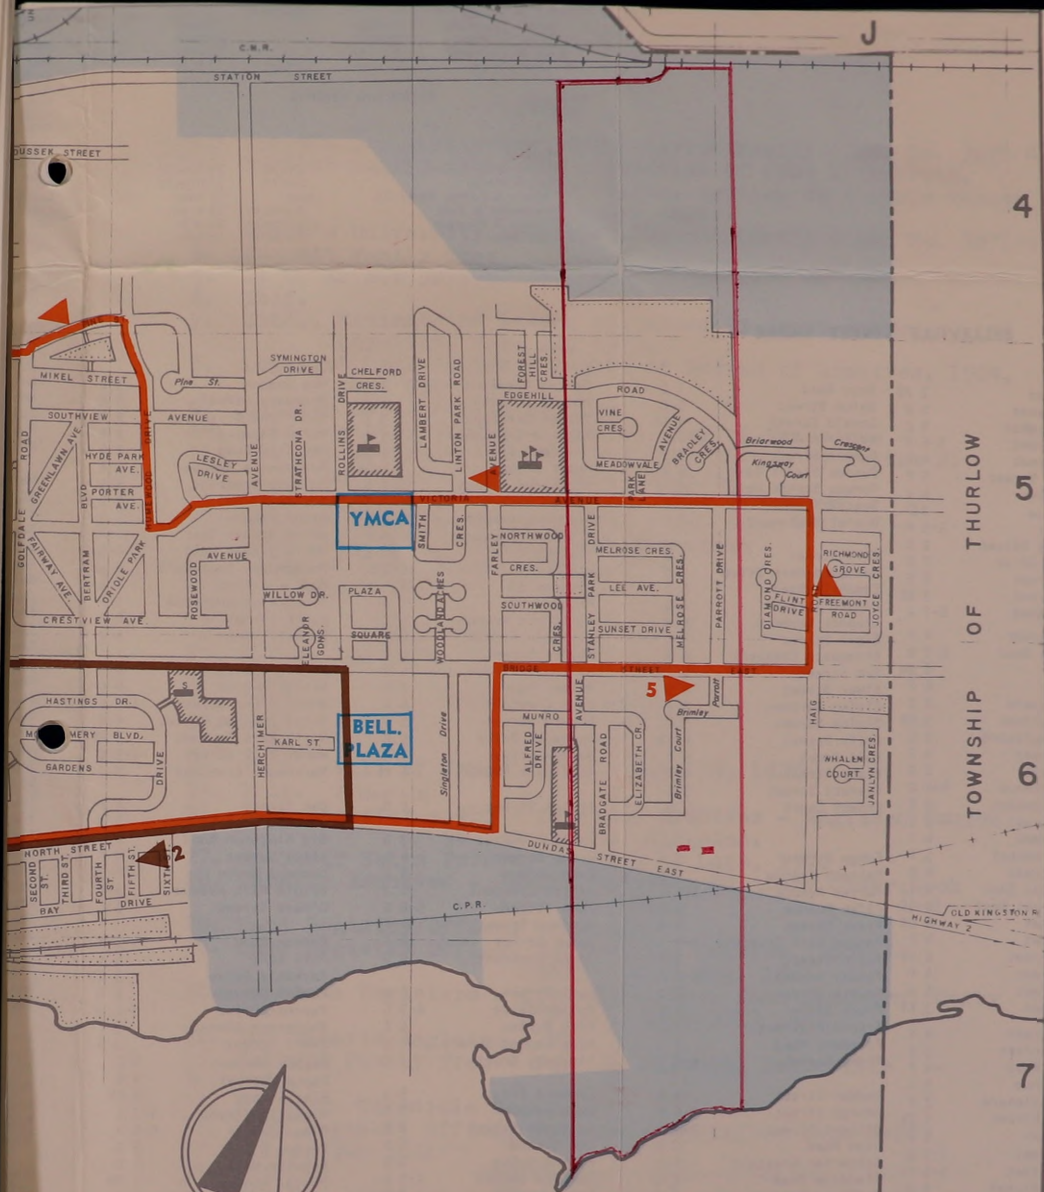 J
C.N.R.
STATION STREET
STREET
4
PINE
SYMINGTON
DRIVE
MIKEL STREET
Pine St.
CHELFORD
CRES.
ROLLINS DRIVE
LAMBERT DRIVE
LINTON PARK ROAD
FOREST
HILL
CRES.
EDGEHILL
ROAD
SOUTHVIEW AVENUE
STRATHCONA DR.
VINE
CRES.
AVENUE
BRADLEY
CRES.
GOLFDALE ROAD
GREENLAWN AVE.
HYDE PARK
AVE.
BLVD
PORTER
AVE.
LESLEY
DRIVE
AVENUE
AVENUE
MEADOWVALE
PARK
LANE
Briarwood Crescent
Kingsway
Court
5
HOMEWOOD DRIVE
VICTORIA AVENUE
YMCA
SMITH
CRES.
FARLEY
NORTHWOOD
CRES.
STANLEY PARK DRIVE
MELROSE CRES.
LEE AVE.
MELROSE CRES.
PARROTT DRIVE
DIAMOND CRES.
FLINT
DRIVE
RICHMOND
GROVE
FREEMONT
ROAD
JOYCE CRES.
FAIRWAY AVE.
BERTRAM
ORIOLE PARK
AVENUE
ROSEWOOD
WILLOW DR.
PLAZA
SQUARE
ELEANOR
GDNS.
WOODLAND ACRES
SOUTHWOOD
CRES.
SUNSET DRIVE
CRESTVIEW AVE.
TOWNSHIP OF THURLOW
BRIDGE STREET EAST
5
HASTINGS DR.
S
BLVD.
GARDENS
DRIVE
HERCHIMER
KARL ST.
BELL.
PLAZA
Singleton Drive
MUNRO
AVENUE
ALFRED
DRIVE
BRADGATE ROAD
ELIZABETH CR.
Brimley
Brimley Court
Parrott
HAIG
WHALEN
COURT
JANLYN CRES.
6
NORTH STREET
2
SECOND
ST.
THIRD ST.
FOURTH
ST.
FIFTH ST.
SIXTH ST.
BAY DRIVE
DUNDAS STREET EAST
C.P.R.
OLD KINGSTON
HIGHWAY 2
7